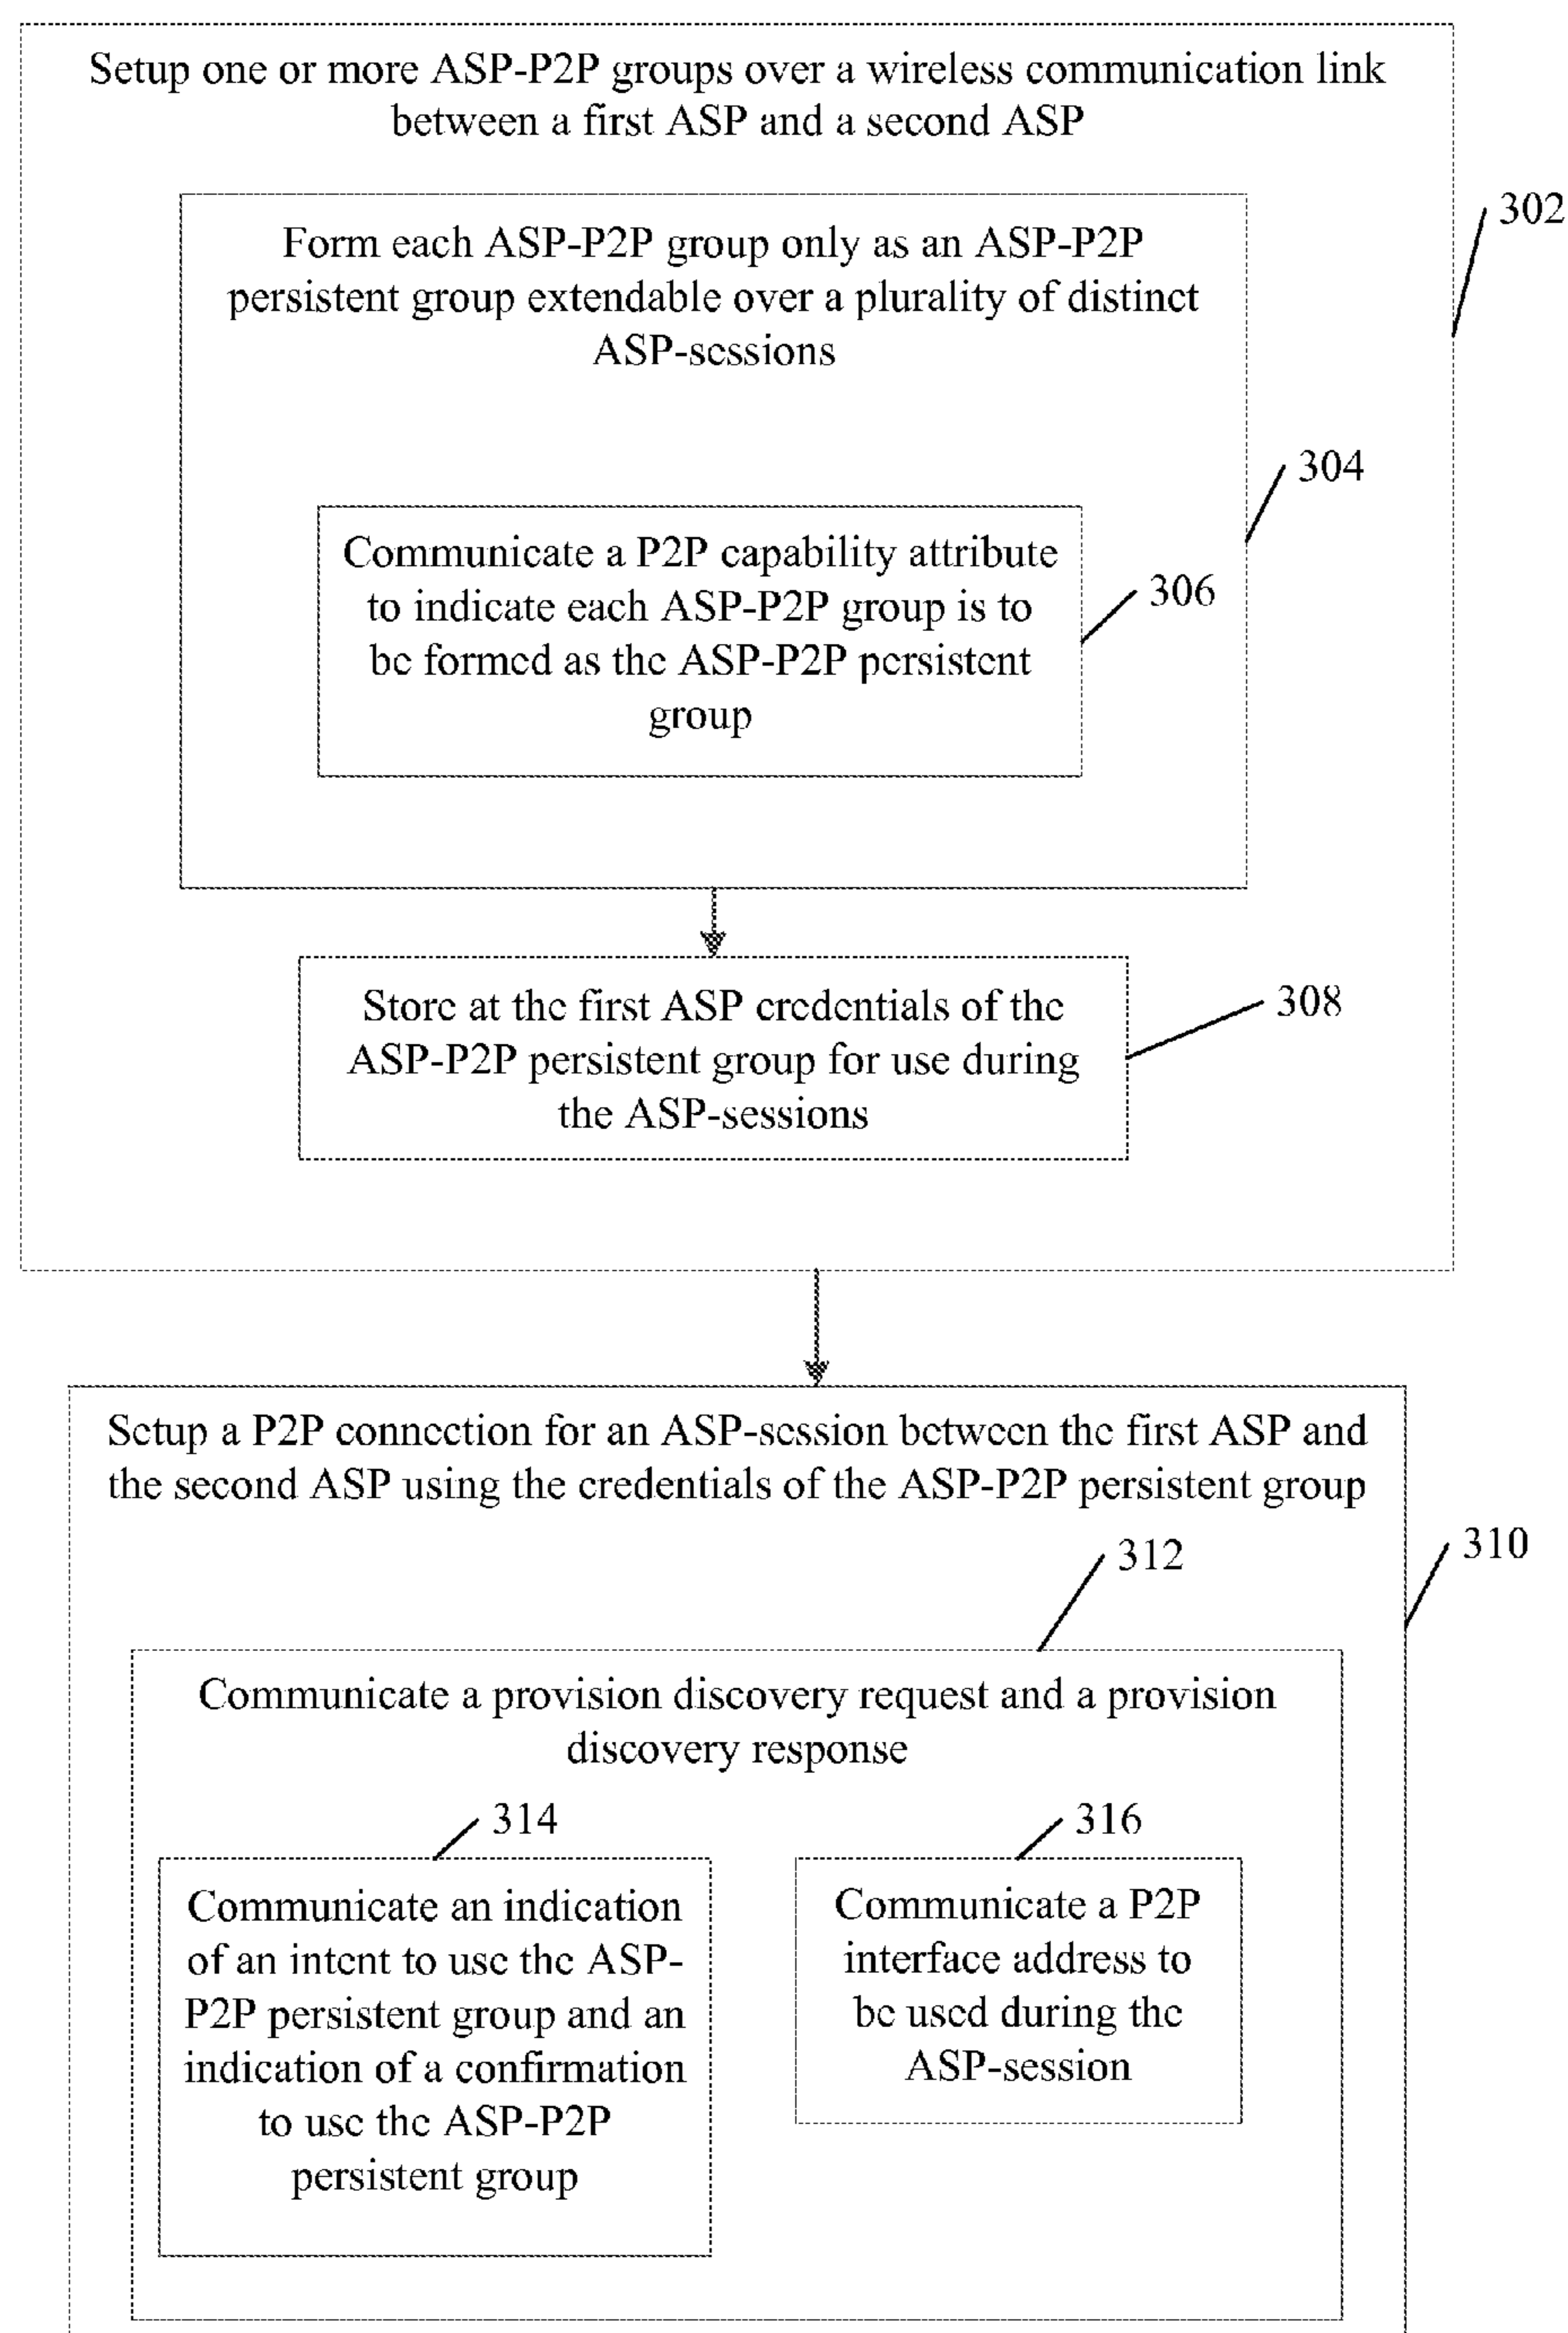 Setup one or more ASP-P2P groups over a wireless communication link
between a first ASP and a second ASP
302
Form each ASP-P2P group only as an ASP-P2P
persistent group extendable over a plurality of distinct
ASP-sessions
304
Communicate a P2P capability attribute
to indicate each ASP-P2P group is to
be formed as the ASP-P2P persistent
group
306
Store at the first ASP credentials of the
ASP-P2P persistent group for use during
the ASP-sessions
308
Setup a P2P connection for an ASP-session between the first ASP and
the second ASP using the credentials of the ASP-P2P persistent group
310
312
Communicate a provision discovery request and a provision
discovery response
314
Communicate an indication
of an intent to use the ASP-
P2P persistent group and an
indication of a confirmation
to use the ASP-P2P
persistent group
316
Communicate a P2P
interface address to
be used during the
ASP-session